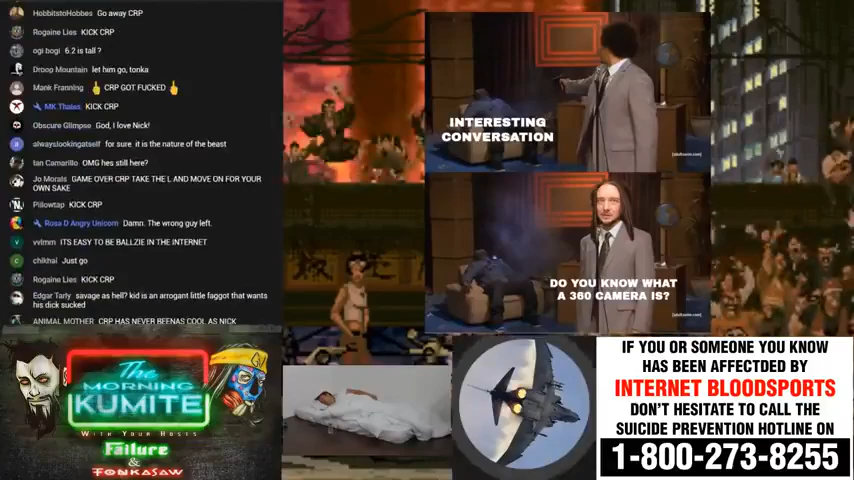 HobbitstoHobbes Go away CRP
Rogaine Lies KICK CRP
ogi bogi 6.2 is tall ?
Droop Mountain let him go, tonka
Mank Franning CRP GOT FUCKED
MK Thales KICK CRP
Obscure Glimpse God, I love Nick!
alwayslookingatself for sure it is the nature of the beast
Ian Camarillo OMG hes still here?
Jo Morals GAME OVER CRP TAKE THE L AND MOVE ON FOR YOUR
OWN SAKE
Pillowtap KICK CRP
Rosa D Angry Unicorn Damn. The wrong guy left.
vvlmm ITS EASY TO BE BALLZIE IN THE INTERNET
chikhai Just go
Rogaine Lies KICK CRP
Edgar Tarly savage as hell? kid is an arrogant little faggot that wants
his dick sucked
ANIMAL MOTHER CRP HAS NEVER BEENAS COOL AS NICK
INTERESTING
CONVERSATION
[adultswim.com]
DO YOU KNOW WHAT
A 360 CAMERA IS?
[adultswim.com]
The
MORNING
KUMITE
WITH YOUR HOSTS
Failure
&
TONKASAW
IF YOU OR SOMEONE YOU KNOW
HAS BEEN AFFECTDED BY
INTERNET BLOODSPORTS
DON'T HESITATE TO CALL THE
SUICIDE PREVENTION HOTLINE ON
1-800-273-8255